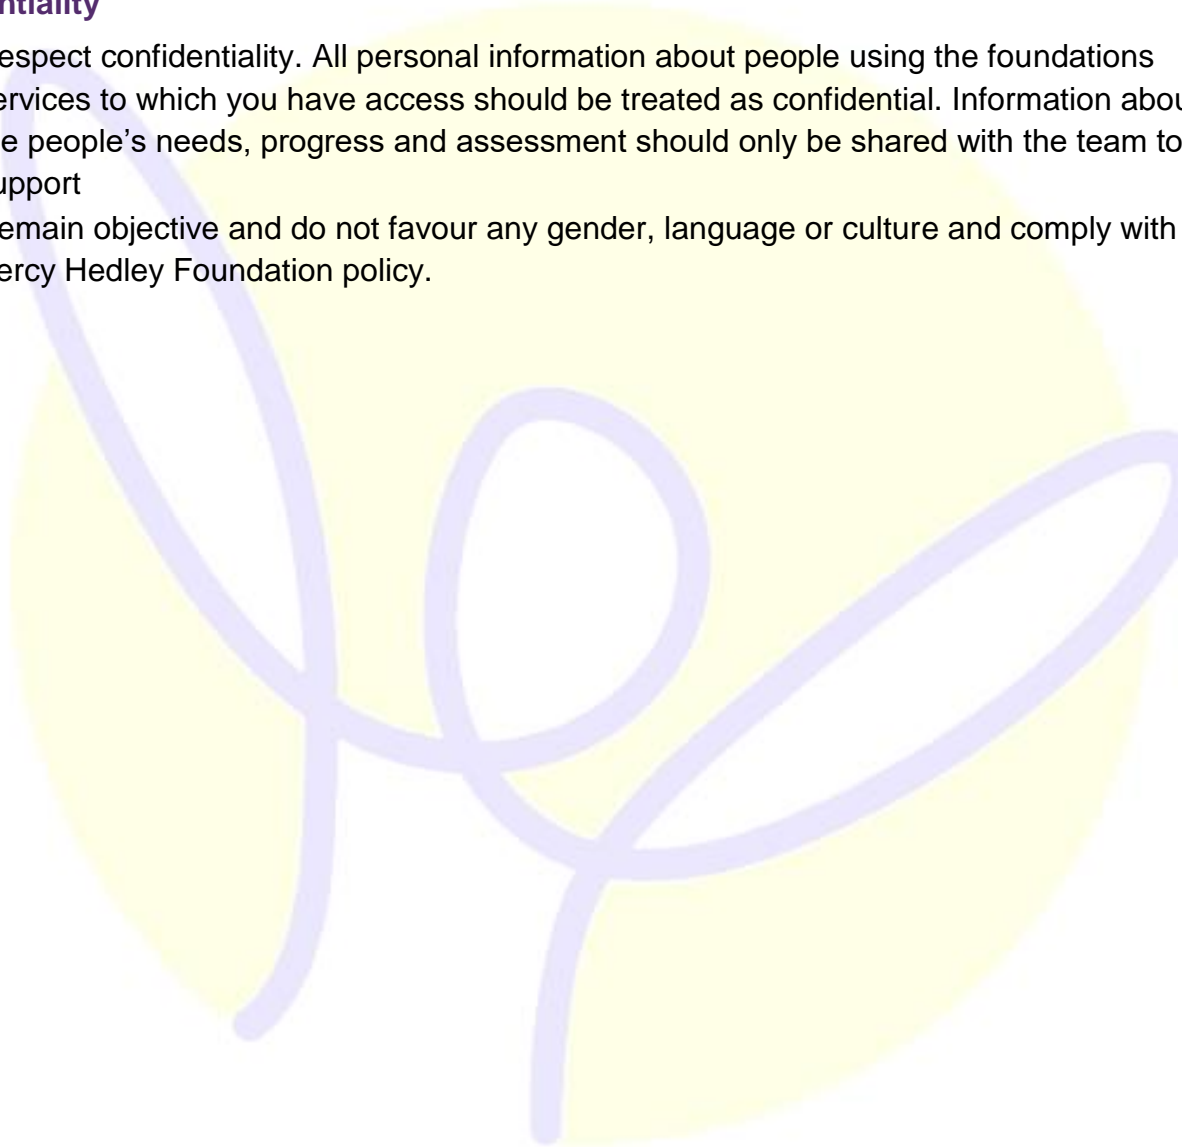 ntiality
espect confidentiality. All personal information about people using the foundations
ervices to which you have access should be treated as confidential. Information abou
e people's needs, progress and assessment should only be shared with the team to
upport
emain objective and do not favour any gender, language or culture and comply with
ercy Hedley Foundation policy.